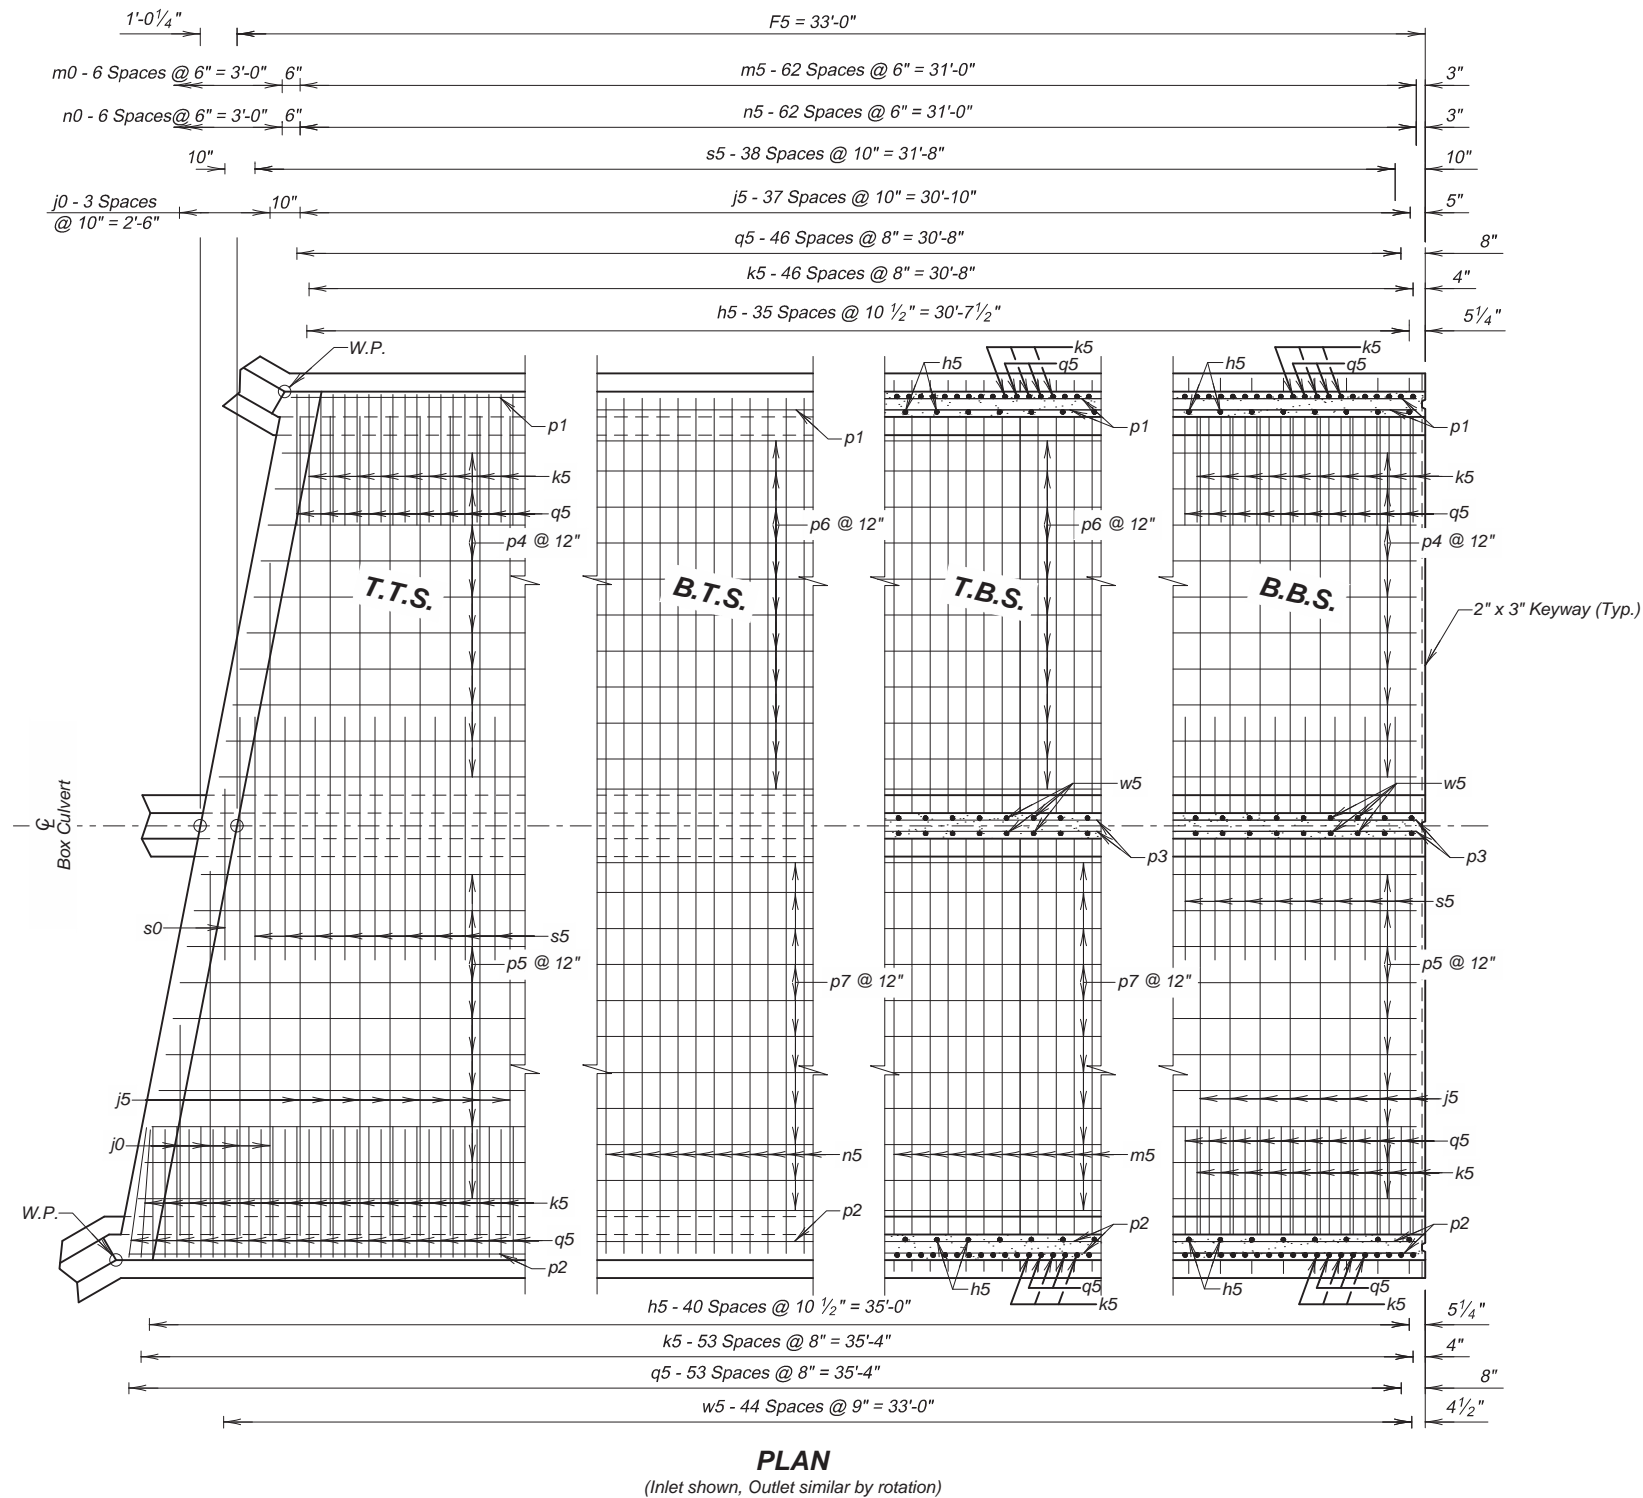 1'-0¼"
F5 = 33'-0"
m0 - 6 Spaces @ 6" = 3'-0"
6"
m5 - 62 Spaces @ 6" = 31'-0"
3"
n0 - 6 Spaces@ 6" = 3'-0"
6"
n5 - 62 Spaces @ 6" = 31'-0"
3"
10"
s5 - 38 Spaces @ 10" = 31'-8"
10"
j0 - 3 Spaces
@ 10" = 2'-6"
10"
j5 - 37 Spaces @ 10" = 30'-10"
5"
q5 - 46 Spaces @ 8" = 30'-8"
8"
k5 - 46 Spaces @ 8" = 30'-8"
4"
h5 - 35 Spaces @ 10 ½" = 30'-7½"
5¼"
W.P.
h5
k5
q5
h5
k5
q5
p1
p1
p1
p1
k5
k5
q5
q5
p4 @ 12"
p6 @ 12"
p6 @ 12"
p4 @ 12"
T.T.S.
B.T.S.
T.B.S.
B.B.S.
2" x 3" Keyway (Typ.)
w5
w5
℄
Box Culvert
p3
p3
s5
s0
s5
p5 @ 12"
p7 @ 12"
p7 @ 12"
p5 @ 12"
j5
j5
j0
q5
n5
m5
k5
k5
W.P.
p2
p2
p2
q5
p2
h5
q5
k5
h5
q5
k5
h5 - 40 Spaces @ 10 ½" = 35'-0"
5¼"
k5 - 53 Spaces @ 8" = 35'-4"
4"
q5 - 53 Spaces @ 8" = 35'-4"
8"
w5 - 44 Spaces @ 9" = 33'-0"
4½"
PLAN
(Inlet shown, Outlet similar by rotation)